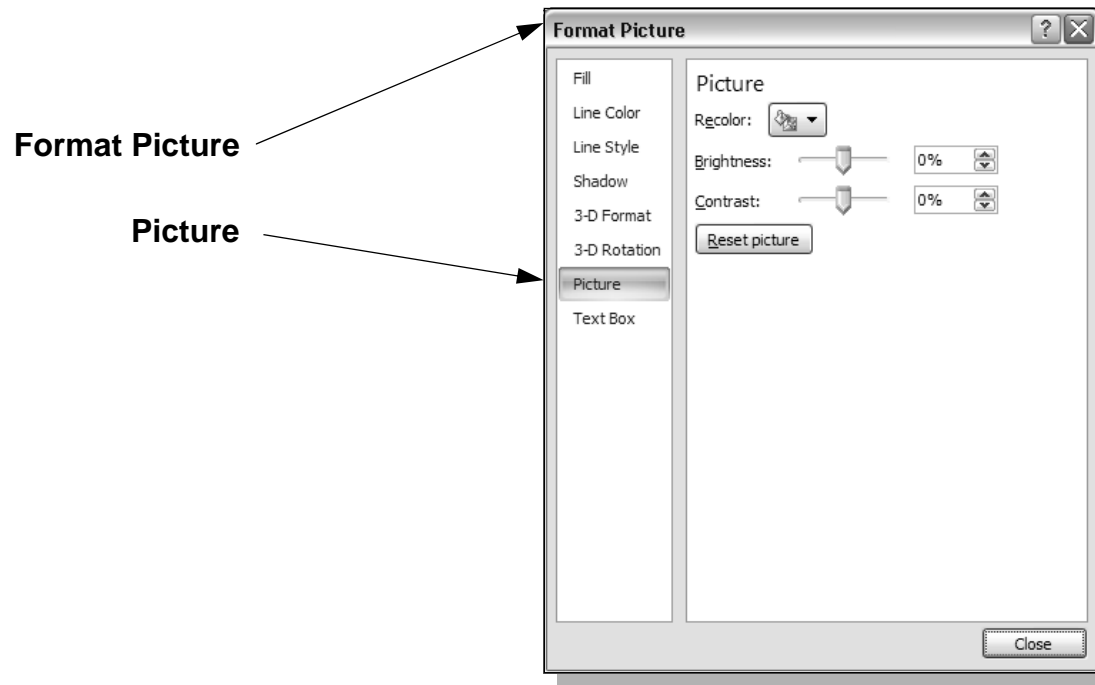 Format Picture
Format Picture
Picture
Fill
Line Color
Line Style
Shadow
3-D Format
3-D Rotation
Picture
Text Box
Picture
Recolor:
Brightness: 0%
Contrast: 0%
Reset picture
Close
?